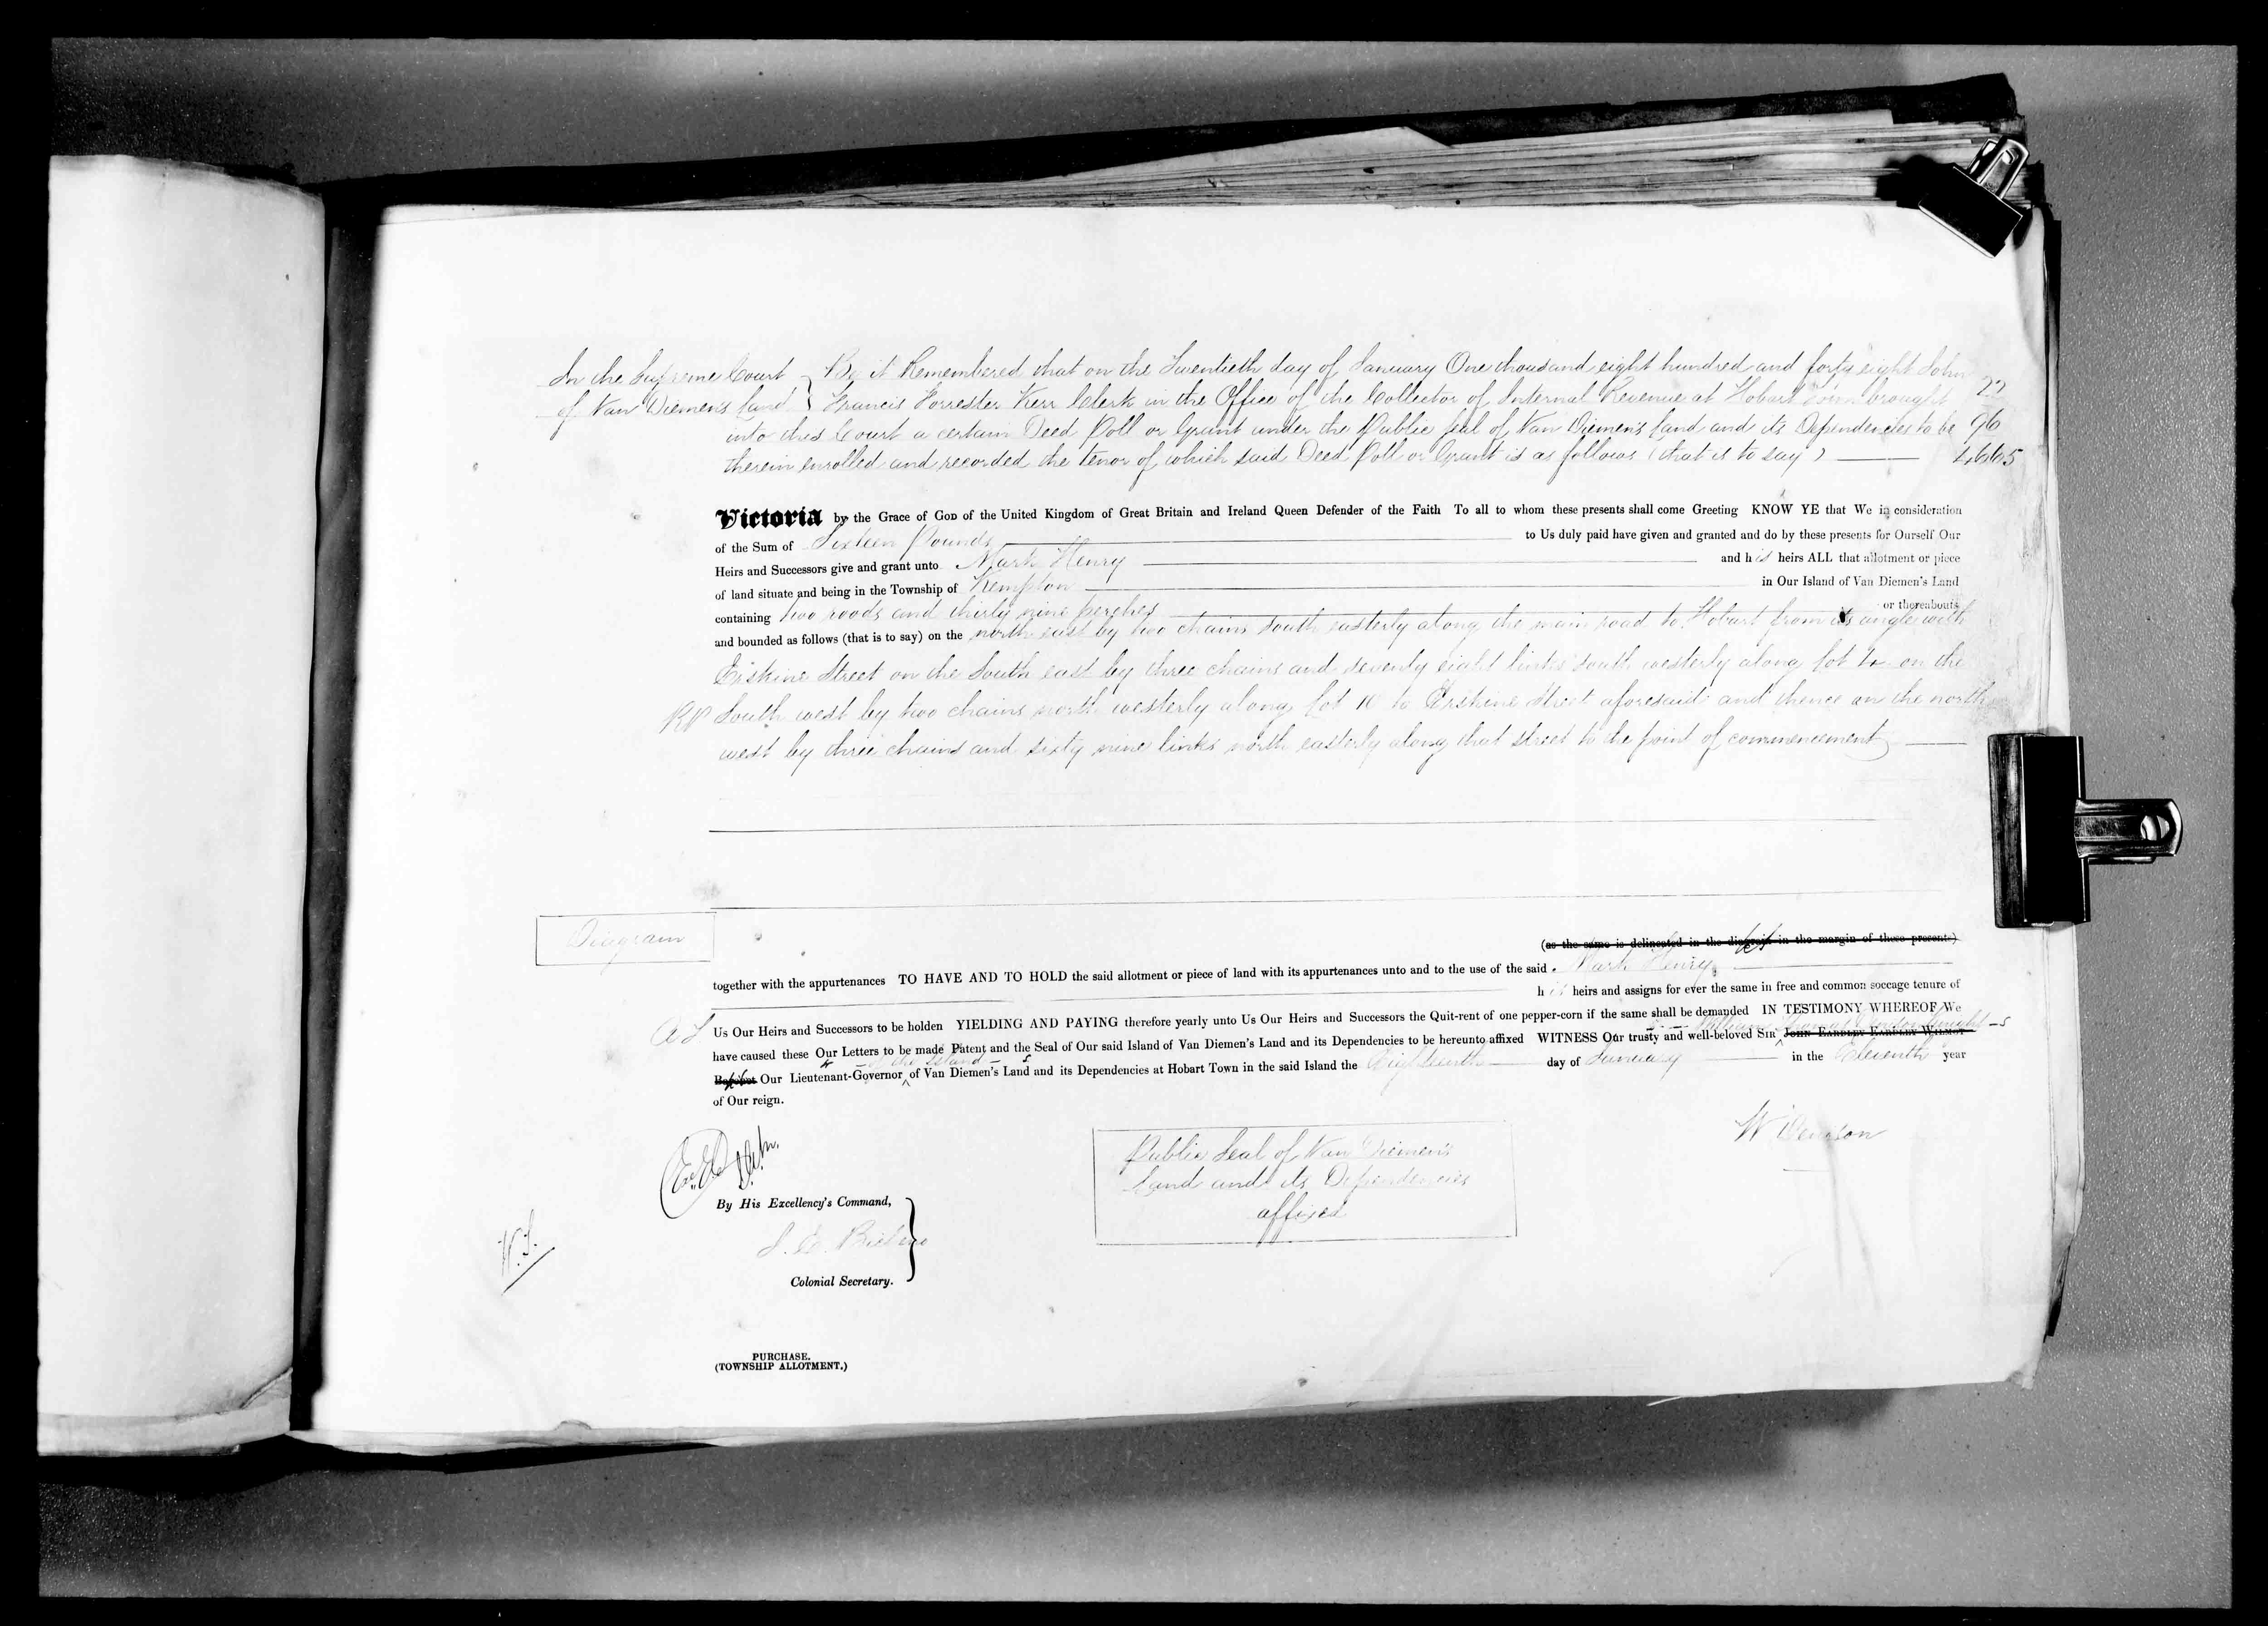 In the Supreme Court of Van Diemen's Land } Be it Remembered that on the Twentieth day of January One thousand eight hundred and forty eight John
Francis Forrester Kerr Clerk in the Office of the Collector of Internal Revenue at Hobart Town brought 22
into this Court a certain Deed Poll or Grant under the Public Seal of Van Diemen's Land and its Dependencies to be 96
therein enrolled and recorded the tenor of which said Deed Poll or Grant is as follows (that is to say) 4665
Victoria by the Grace of God of the United Kingdom of Great Britain and Ireland Queen Defender of the Faith To all to whom these presents shall come Greeting KNOW YE that We in consideration
of the Sum of Sixteen Pounds to Us duly paid have given and granted and do by these presents for Ourself Our
Heirs and Successors give and grant unto Mark Henry and his heirs ALL that allotment or piece
of land situate and being in the Township of Kempton in Our Island of Van Diemen's Land
containing two roods and thirty nine perches or thereabouts
and bounded as follows (that is to say) on the north east by two chains south easterly along the main road to Hobart from its angle with
Erskine Street on the South east by three chains and seventy eight links south westerly along Lot 4 on the
RP South west by two chains north westerly along Lot 10 to Erskine Street aforesaid and thence on the north
west by three chains and sixty nine links north easterly along that street to the point of commencement
Diagram
(as the same is delineated in the diagram in the margin of these presents)
together with the appurtenances TO HAVE AND TO HOLD the said allotment or piece of land with its appurtenances unto and to the use of the said Mark Henry
his heirs and assigns for ever the same in free and common soccage tenure of
Us Our Heirs and Successors to be holden YIELDING AND PAYING therefore yearly unto Us Our Heirs and Successors the Quit-rent of one pepper-corn if the same shall be demanded IN TESTIMONY WHEREOF We
William Knight
have caused these Our Letters to be made Patent and the Seal of Our said Island of Van Diemen's Land and its Dependencies to be hereunto affixed WITNESS Our trusty and well-beloved SIR JOHN EARDLEY EARDLEY WILMOT
of the Island
Baronet Our Lieutenant-Governor of Van Diemen's Land and its Dependencies at Hobart Town in the said Island the Eighteenth day of January in the Eleventh year
of Our reign.
W Denison
Public Seal of Van Diemen's
Land and its Dependencies
affixed
By His Excellency's Command,
J. E. Bicheno
Colonial Secretary.
PURCHASE.
(TOWNSHIP ALLOTMENT.)